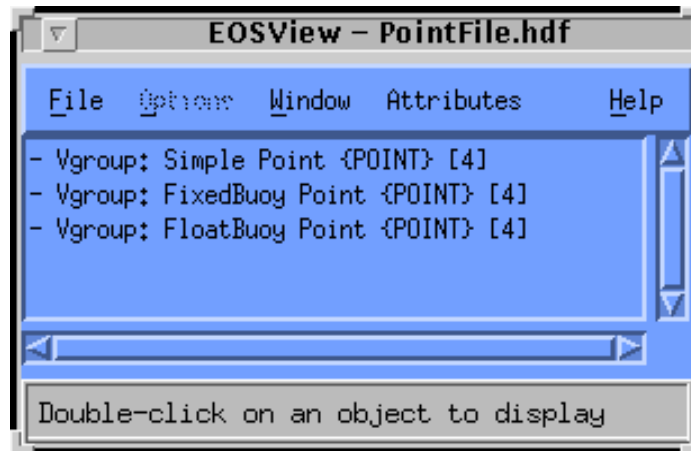 EOSView - PointFile.hdf
File Options Window Attributes Help
- Vgroup: Simple Point {POINT} [4]
- Vgroup: FixedBuoy Point {POINT} [4]
- Vgroup: FloatBuoy Point {POINT} [4]
Double-click on an object to display